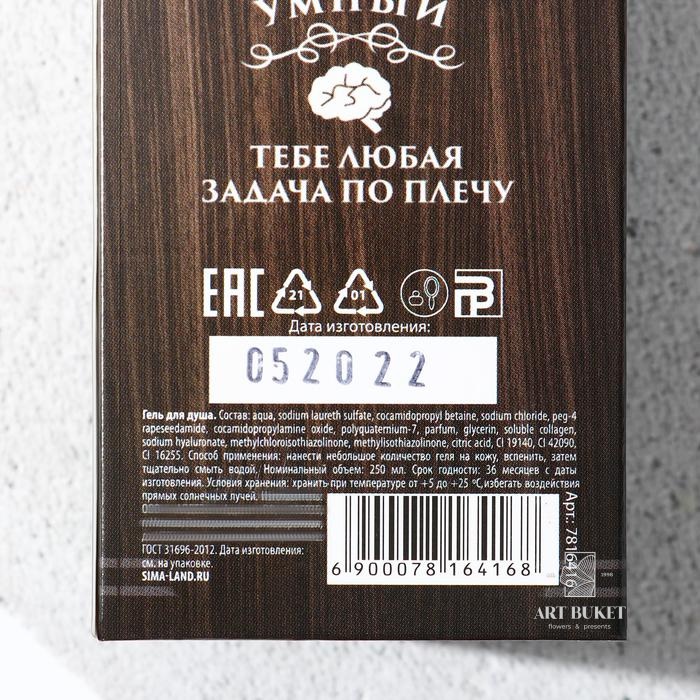 УМНЫЙ
ТЕБЕ ЛЮБАЯ
ЗАДАЧА ПО ПЛЕЧУ
EAC 21 01
Дата изготовления:
052022
Гель для душа. Состав: aqua, sodium laureth sulfate, cocamidopropyl betaine, sodium chloride, peg-4
rapeseedamide, cocamidopropylamine oxide, polyquaternium-7, parfum, glycerin, soluble collagen,
sodium hyaluronate, methylchloroisothiazolinone, methylisothiazolinone, citric acid, CI 19140, CI 42090,
CI 16255. Способ применения: нанести небольшое количество геля на кожу, вспенить, затем
тщательно смыть водой. Номинальный объем: 250 мл. Срок годности: 36 месяцев с даты
изготовления. Условия хранения: хранить при температуре от +5 до +25 °C, избегать воздействия
прямых солнечных лучей.
ГОСТ 31696-2012. Дата изготовления:
см. на упаковке.
SIMA-LAND.RU
6 900078 164168
Арт.: 7816416
1998
ART BUKET
flowers & presents